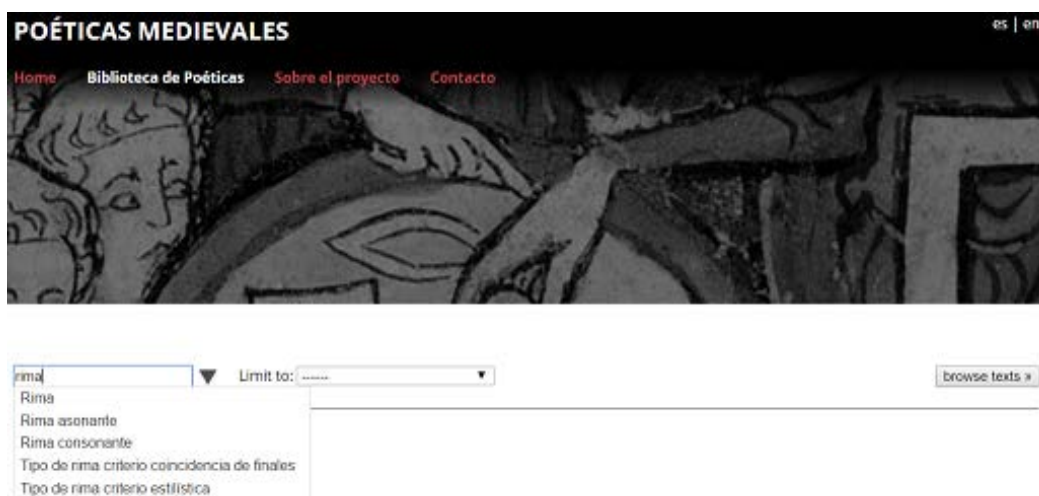 POÉTICAS MEDIEVALES
es | en
Home Biblioteca de Poéticas Sobre el proyecto Contacto
rima Limit to: ------ browse texts »
Rima
Rima asonante
Rima consonante
Tipo de rima criterio coincidencia de finales
Tipo de rima criterio estilística